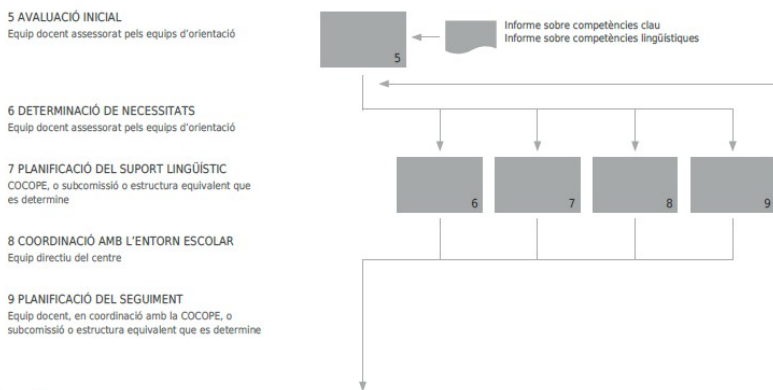 5 AVALUACIÓ INICIAL
Equip docent assessorat pels equips d'orientació
5
Informe sobre competències clau
Informe sobre competències lingüístiques
6 DETERMINACIÓ DE NECESSITATS
Equip docent assessorat pels equips d'orientació
7 PLANIFICACIÓ DEL SUPORT LINGÜÍSTIC
COCOPE, o subcomissió o estructura equivalent que
es determine
6
7
8
9
8 COORDINACIÓ AMB L'ENTORN ESCOLAR
Equip directiu del centre
9 PLANIFICACIÓ DEL SEGUIMENT
Equip docent, en coordinació amb la COCOPE, o
subcomissió o estructura equivalent que es determine